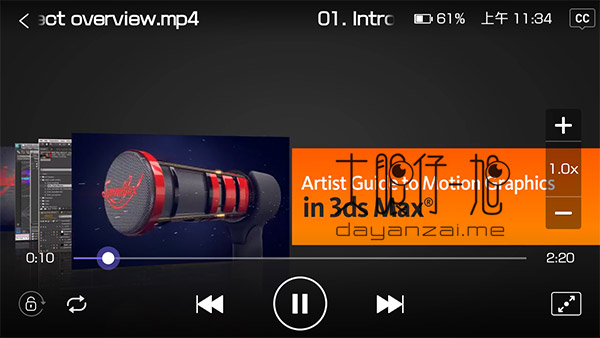 ect overview.mp4
01. Intro
61%
上午 11:34
CC
1.0x
Artist Guide to Motion Graphics
in 3ds Max®
大眼仔~旭
dayanzai.me
0:10
2:20